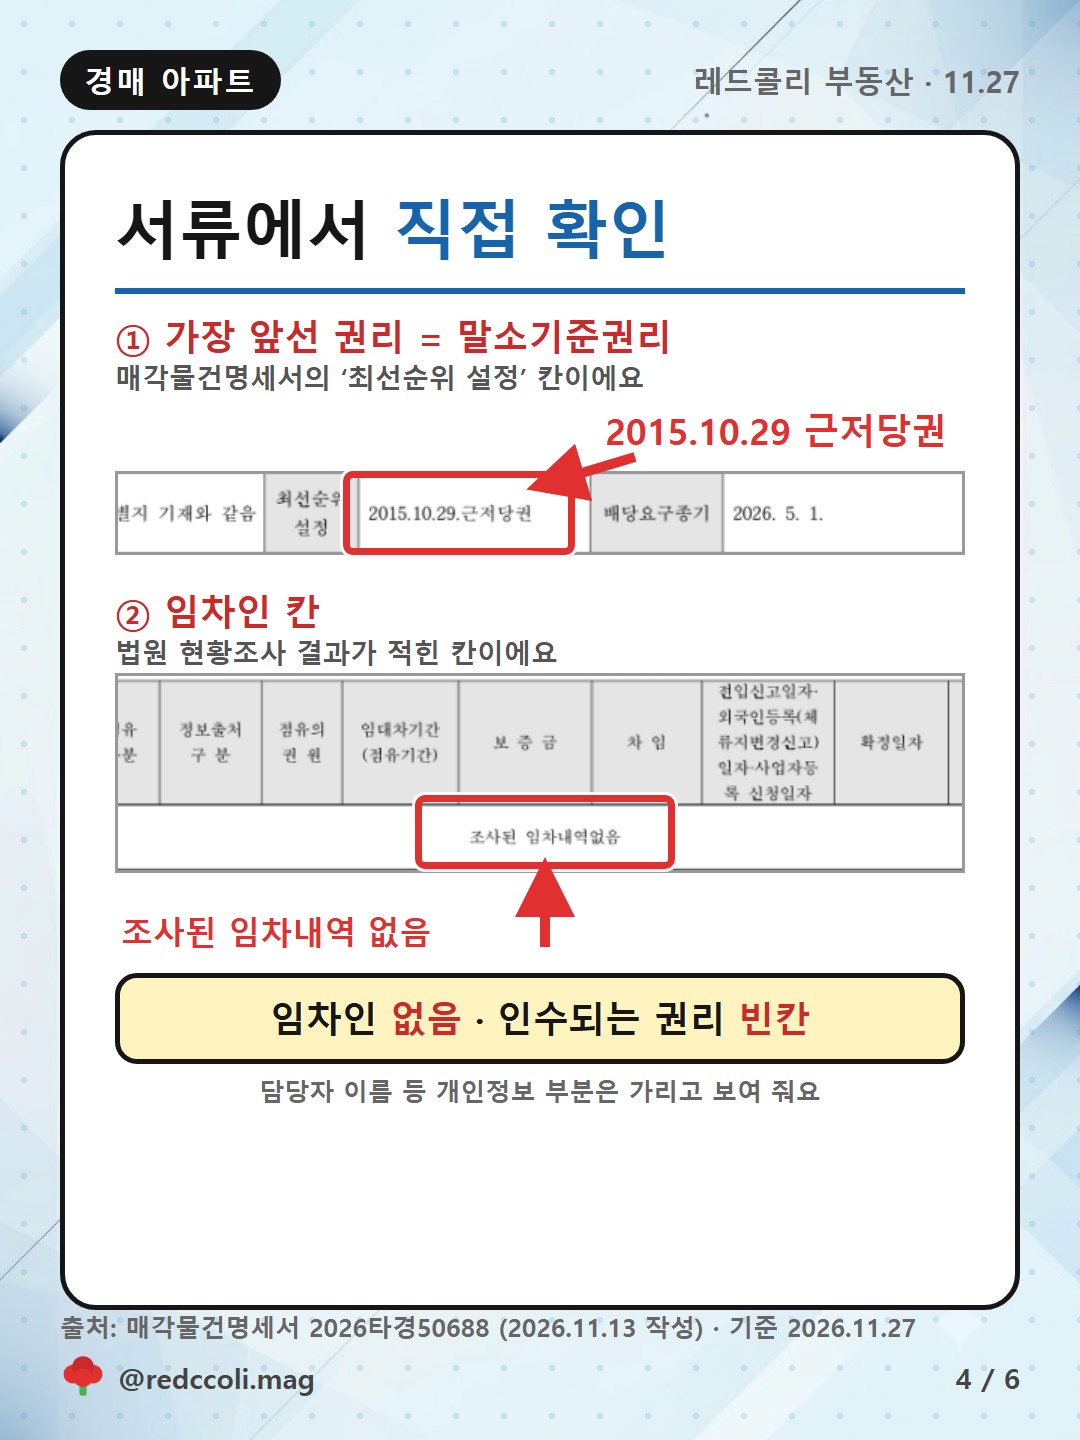 경매 아파트
레드콜리 부동산 · 11.27
서류에서 직접 확인
① 가장 앞선 권리 = 말소기준권리
매각물건명세서의 ‘최선순위 설정’ 칸이에요
2015.10.29 근저당권
별지 기재와 같음
최선순위
설정
2015.10.29.근저당권
배당요구종기
2026. 5. 1.
② 임차인 칸
법원 현황조사 결과가 적힌 칸이에요
유
분
정보출처
구 분
점유의
권 원
임대차기간
(점유기간)
보 증 금
차 임
전입신고일자·
외국인등록(체
류지변경신고)
일자·사업자등
록 신청일자
확정일자
조사된 임차내역없음
조사된 임차내역 없음
임차인 없음 · 인수되는 권리 빈칸
담당자 이름 등 개인정보 부분은 가리고 보여 줘요
출처: 매각물건명세서 2026타경50688 (2026.11.13 작성) · 기준 2026.11.27
@redccoli.mag
4 / 6